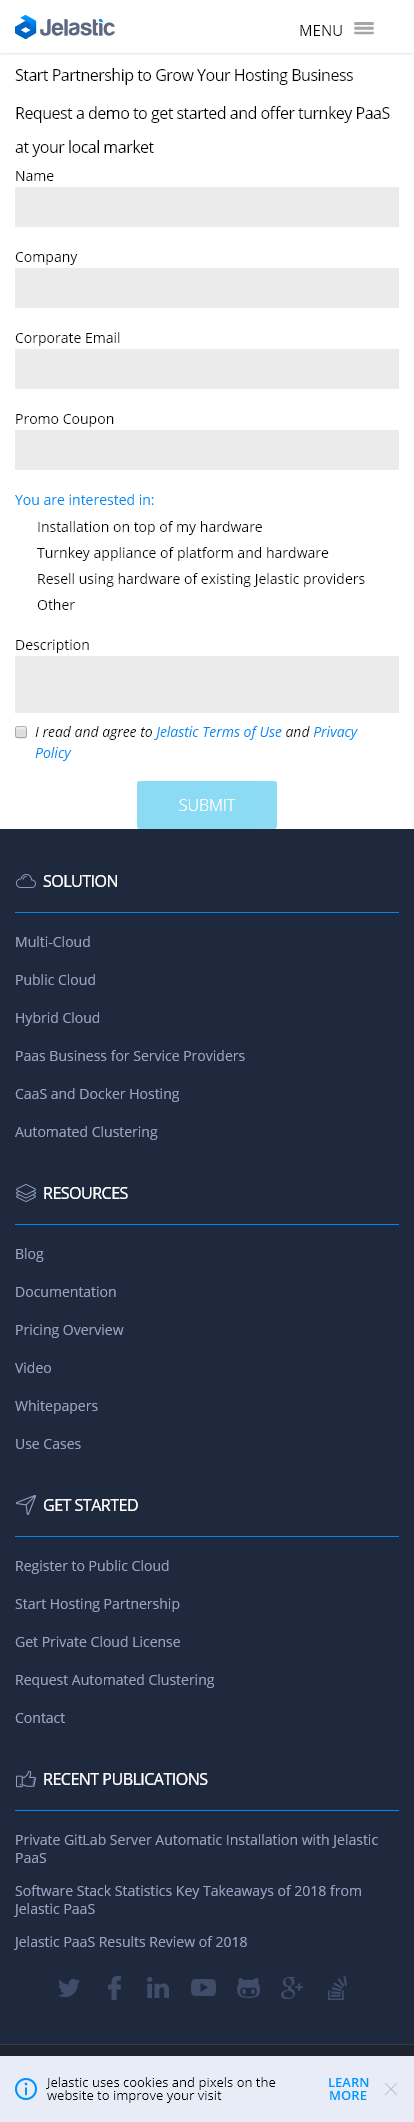 Jelastic
MENU
Start Partnership to Grow Your Hosting Business
Request a demo to get started and offer turnkey PaaS
at your local market
Name
Company
Corporate Email
Promo Coupon
You are interested in:
Installation on top of my hardware
Turnkey appliance of platform and hardware
Resell using hardware of existing Jelastic providers
Other
Description
I read and agree to Jelastic Terms of Use and Privacy
Policy
SUBMIT
SOLUTION
Multi-Cloud
Public Cloud
Hybrid Cloud
Paas Business for Service Providers
CaaS and Docker Hosting
Automated Clustering
RESOURCES
Blog
Documentation
Pricing Overview
Video
Whitepapers
Use Cases
GET STARTED
Register to Public Cloud
Start Hosting Partnership
Get Private Cloud License
Request Automated Clustering
Contact
RECENT PUBLICATIONS
Private GitLab Server Automatic Installation with Jelastic
PaaS
Software Stack Statistics Key Takeaways of 2018 from
Jelastic PaaS
Jelastic PaaS Results Review of 2018
Jelastic uses cookies and pixels on the
website to improve your visit
LEARN
MORE